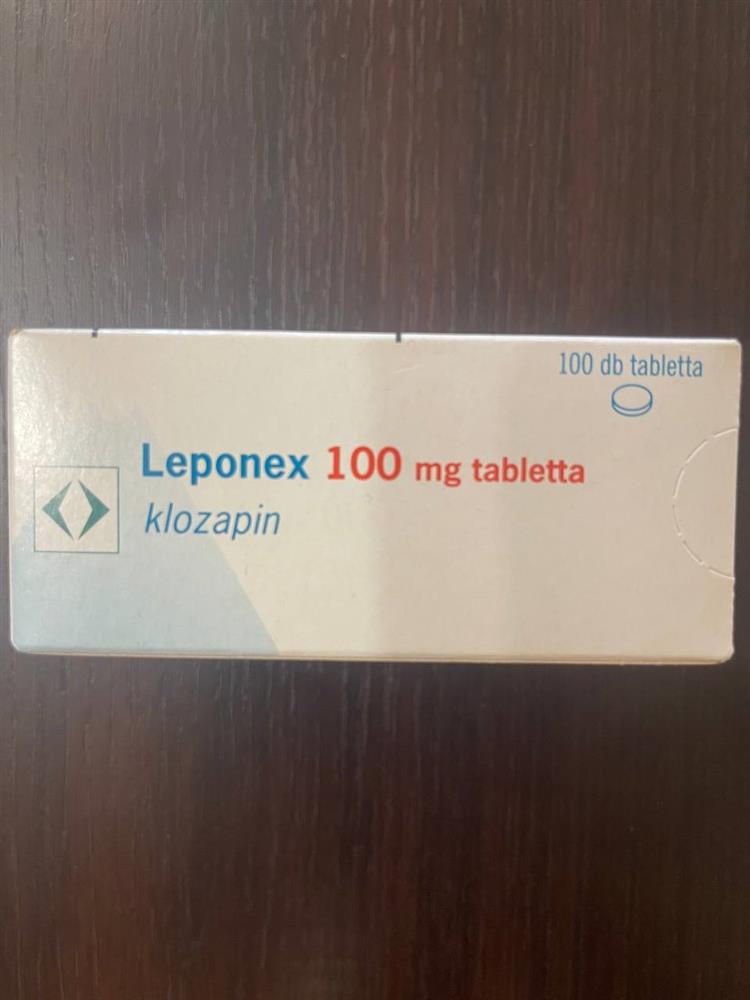 100 db tabletta
Leponex 100 mg tabletta
klozapin